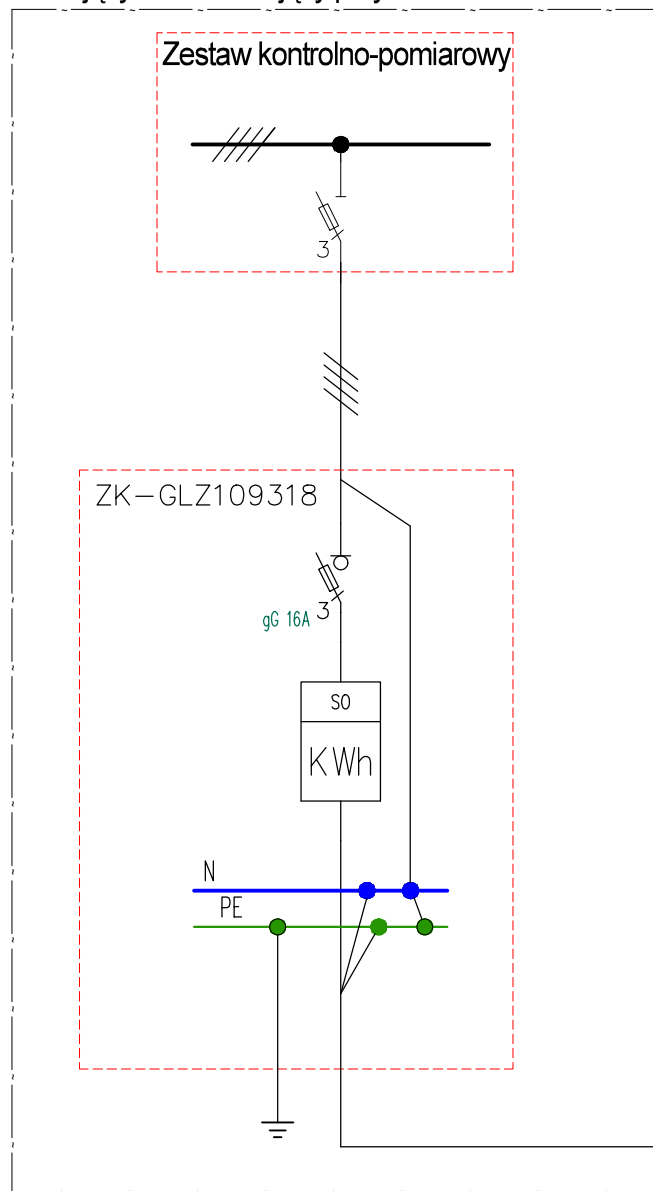 Zestaw kontrolno-pomiarowy
3
ZK-GLZ109318
gG 16A
3
SO
KWh
N
PE